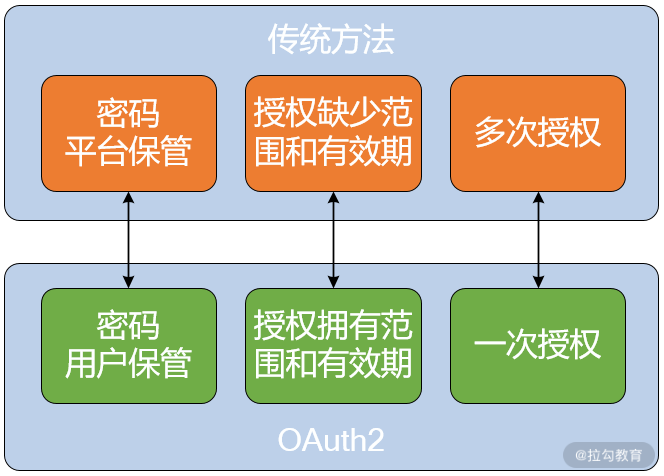 传统方法
密码
平台保管
授权缺少范
围和有效期
多次授权
密码
用户保管
授权拥有范
围和有效期
一次授权
OAuth2
@拉勾教育